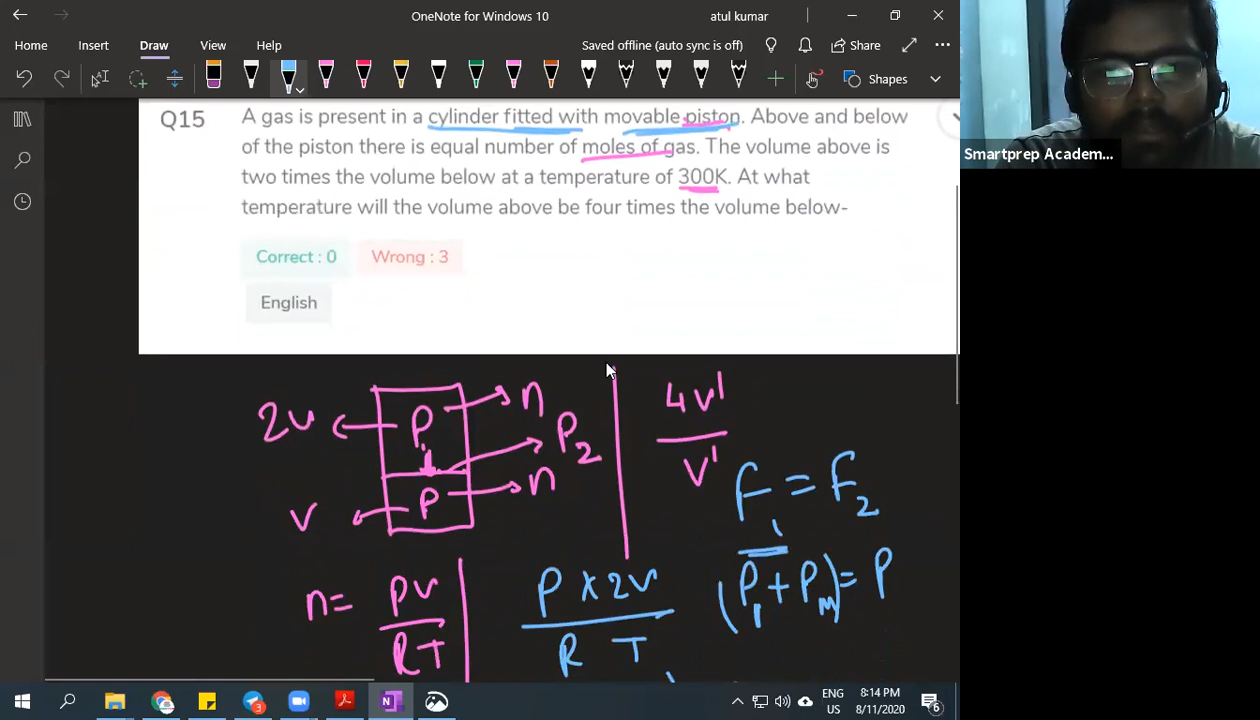 OneNote for Windows 10
atul kumar
Home Insert Draw View Help
Saved offline (auto sync is off)
Share
Shapes
Q15 A gas is present in a cylinder fitted with movable piston. Above and below
of the piston there is equal number of moles of gas. The volume above is
two times the volume below at a temperature of 300K. At what
temperature will the volume above be four times the volume below-
Correct : 0 Wrong : 3
English
Smartprep Academ...
2v P n P2 4v'
v P n v'
F1 = F2
n= PV P x 2v (P1 + Pm) = P
RT R T
3
ENG
US
8:14 PM
8/11/2020
6